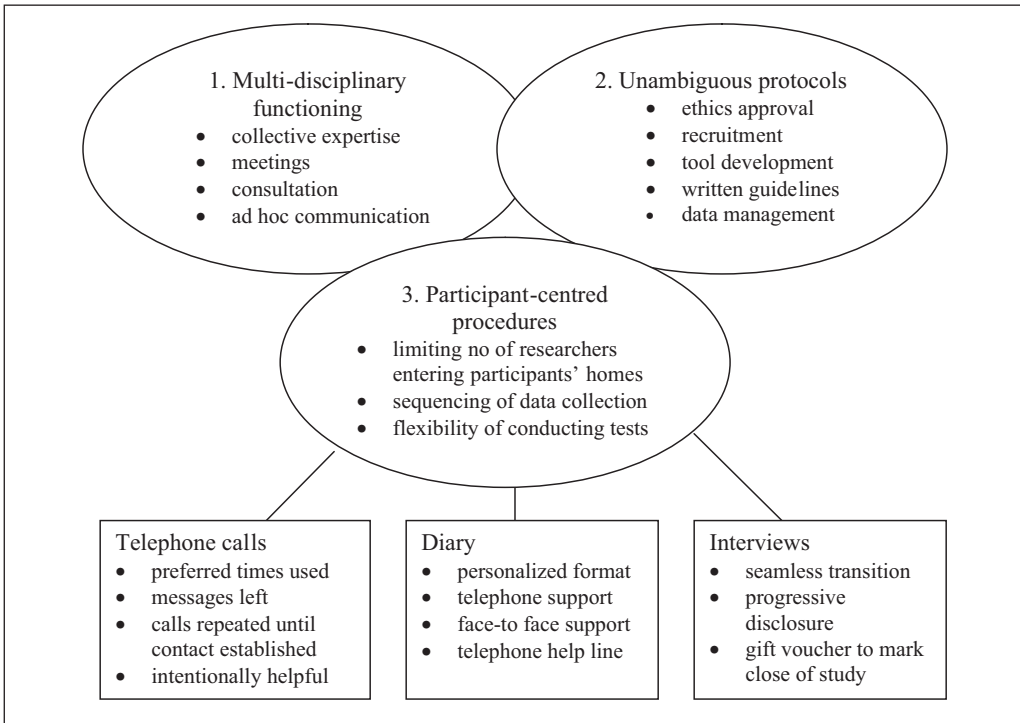 1. Multi-disciplinary
functioning
• collective expertise
• meetings
• consultation
• ad hoc communication
2. Unambiguous protocols
• ethics approval
• recruitment
• tool development
• written guidelines
• data management
3. Participant-centred
procedures
• limiting no of researchers
entering participants’ homes
• sequencing of data collection
• flexibility of conducting tests
Telephone calls
• preferred times used
• messages left
• calls repeated until
contact established
• intentionally helpful
Diary
• personalized format
• telephone support
• face-to face support
• telephone help line
Interviews
• seamless transition
• progressive
disclosure
• gift voucher to mark
close of study